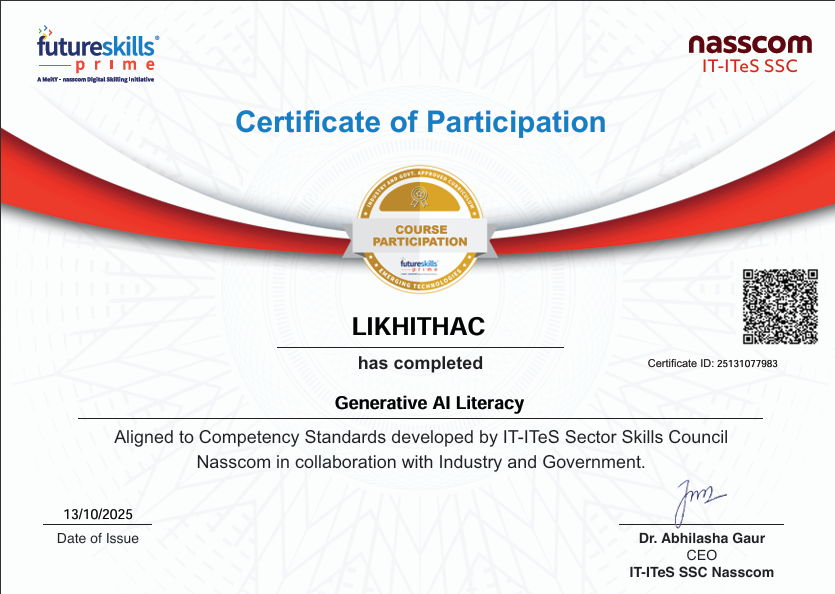 futureskills®
prime
A MeitY - nasscom Digital Skilling Initiative
nasscom
IT-ITeS SSC
Certificate of Participation
INDUSTRY AND GOVT. APPROVED CURRICULUM
COURSE
PARTICIPATION
futureskills
prime
EMERGING TECHNOLOGIES
LIKHITHAC
has completed
Certificate ID: 25131077983
Generative AI Literacy
Aligned to Competency Standards developed by IT-ITeS Sector Skills Council
Nasscom in collaboration with Industry and Government.
13/10/2025
Date of Issue
Dr. Abhilasha Gaur
CEO
IT-ITeS SSC Nasscom